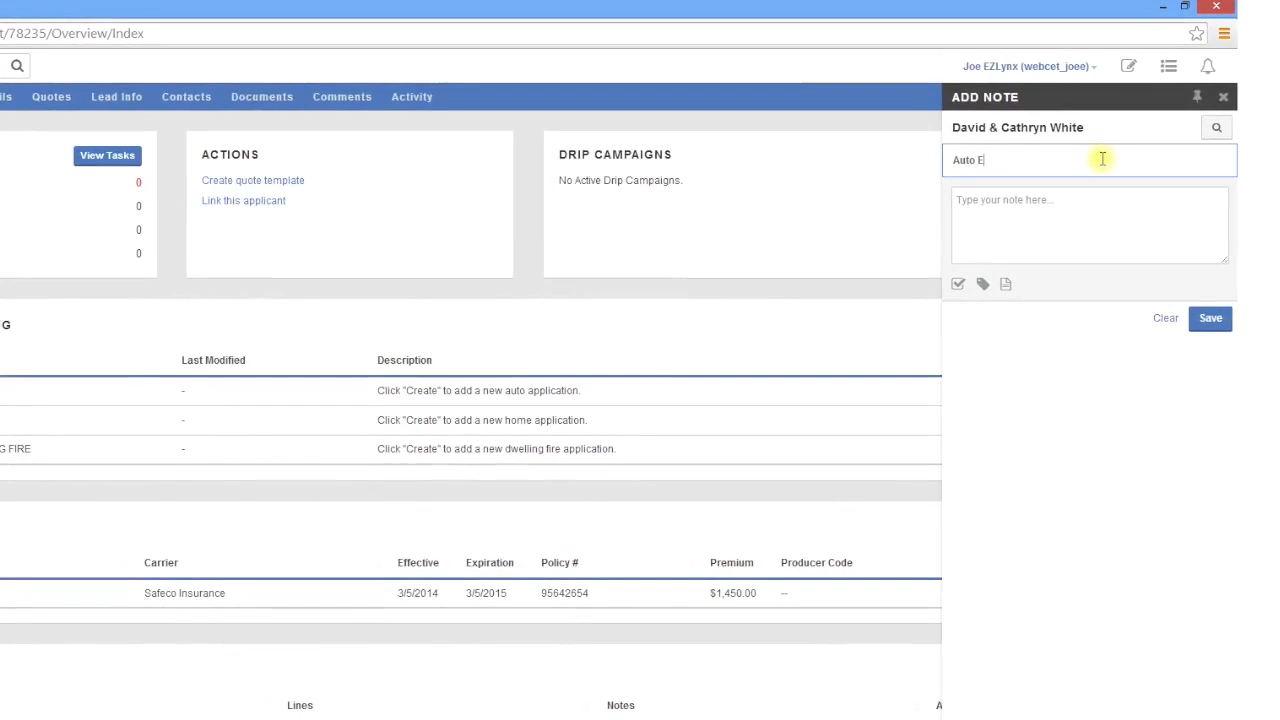 t/78235/Overview/Index
Joe EZLynx (webcet_joee)
ils Quotes Lead Info Contacts Documents Comments Activity
ADD NOTE
David & Cathryn White
Auto E
Type your note here...
Clear Save
View Tasks
0
0
0
0
ACTIONS
Create quote template
Link this applicant
DRIP CAMPAIGNS
No Active Drip Campaigns.
G
Last Modified Description
- Click "Create" to add a new auto application.
- Click "Create" to add a new home application.
G FIRE - Click "Create" to add a new dwelling fire application.
Carrier Effective Expiration Policy # Premium Producer Code
Safeco Insurance 3/5/2014 3/5/2015 95642654 $1,450.00 --
Lines Notes A